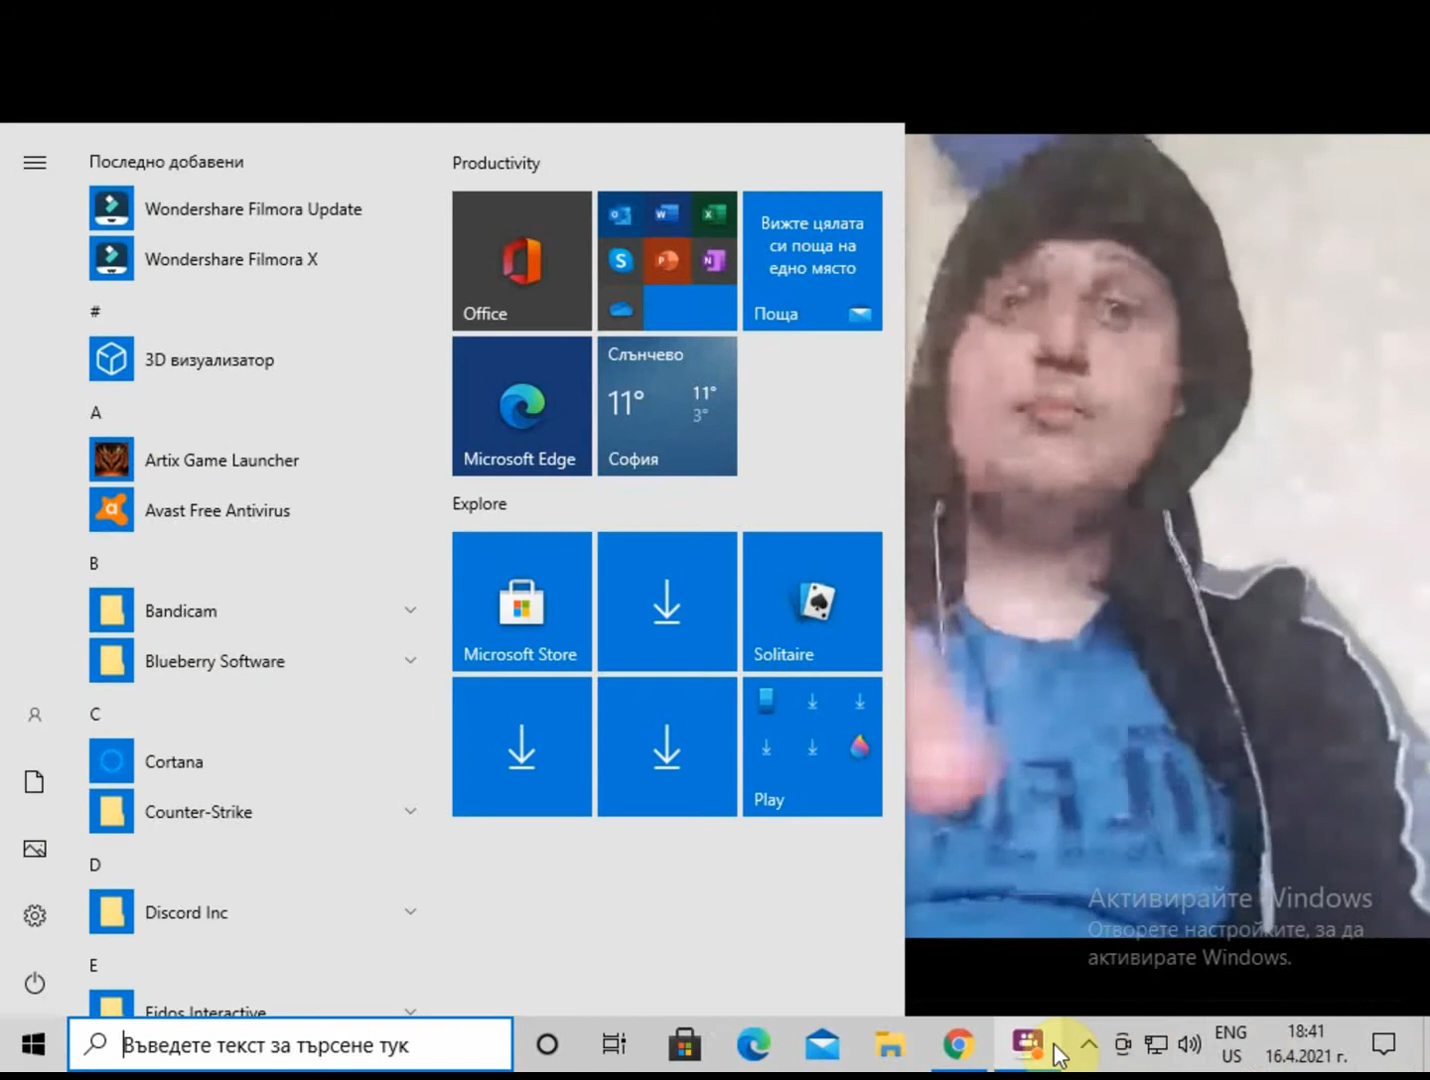 Последно добавени
Wondershare Filmora Update
Wondershare Filmora X
#
3D визуализатор
A
Artix Game Launcher
Avast Free Antivirus
B
Bandicam
Blueberry Software
C
Cortana
Counter-Strike
D
Discord Inc
E
Eidos Interactive
Productivity
Office
Вижте цялата
си поща на
едно място
Поща
Microsoft Edge
Слънчево
11°
11°
3°
София
Explore
Microsoft Store
Solitaire
Play
Активирайте Windows
Отворете настройките, за да
активирате Windows.
Въведете текст за търсене тук
ENG
US
18:41
16.4.2021 г.